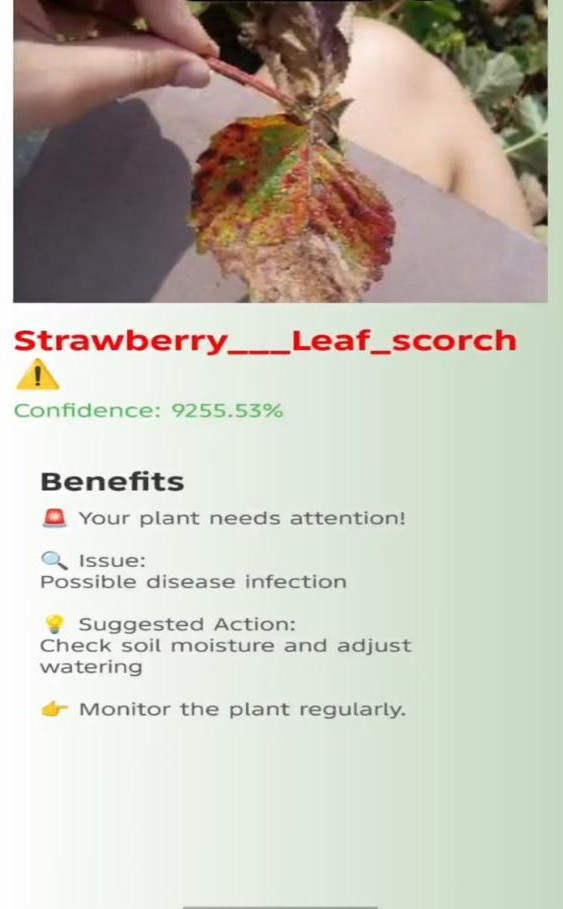 Strawberry___Leaf_scorch
⚠️
Confidence: 9255.53%
Benefits
🚨 Your plant needs attention!
🔍 Issue:
Possible disease infection
💡 Suggested Action:
Check soil moisture and adjust
watering
👉 Monitor the plant regularly.